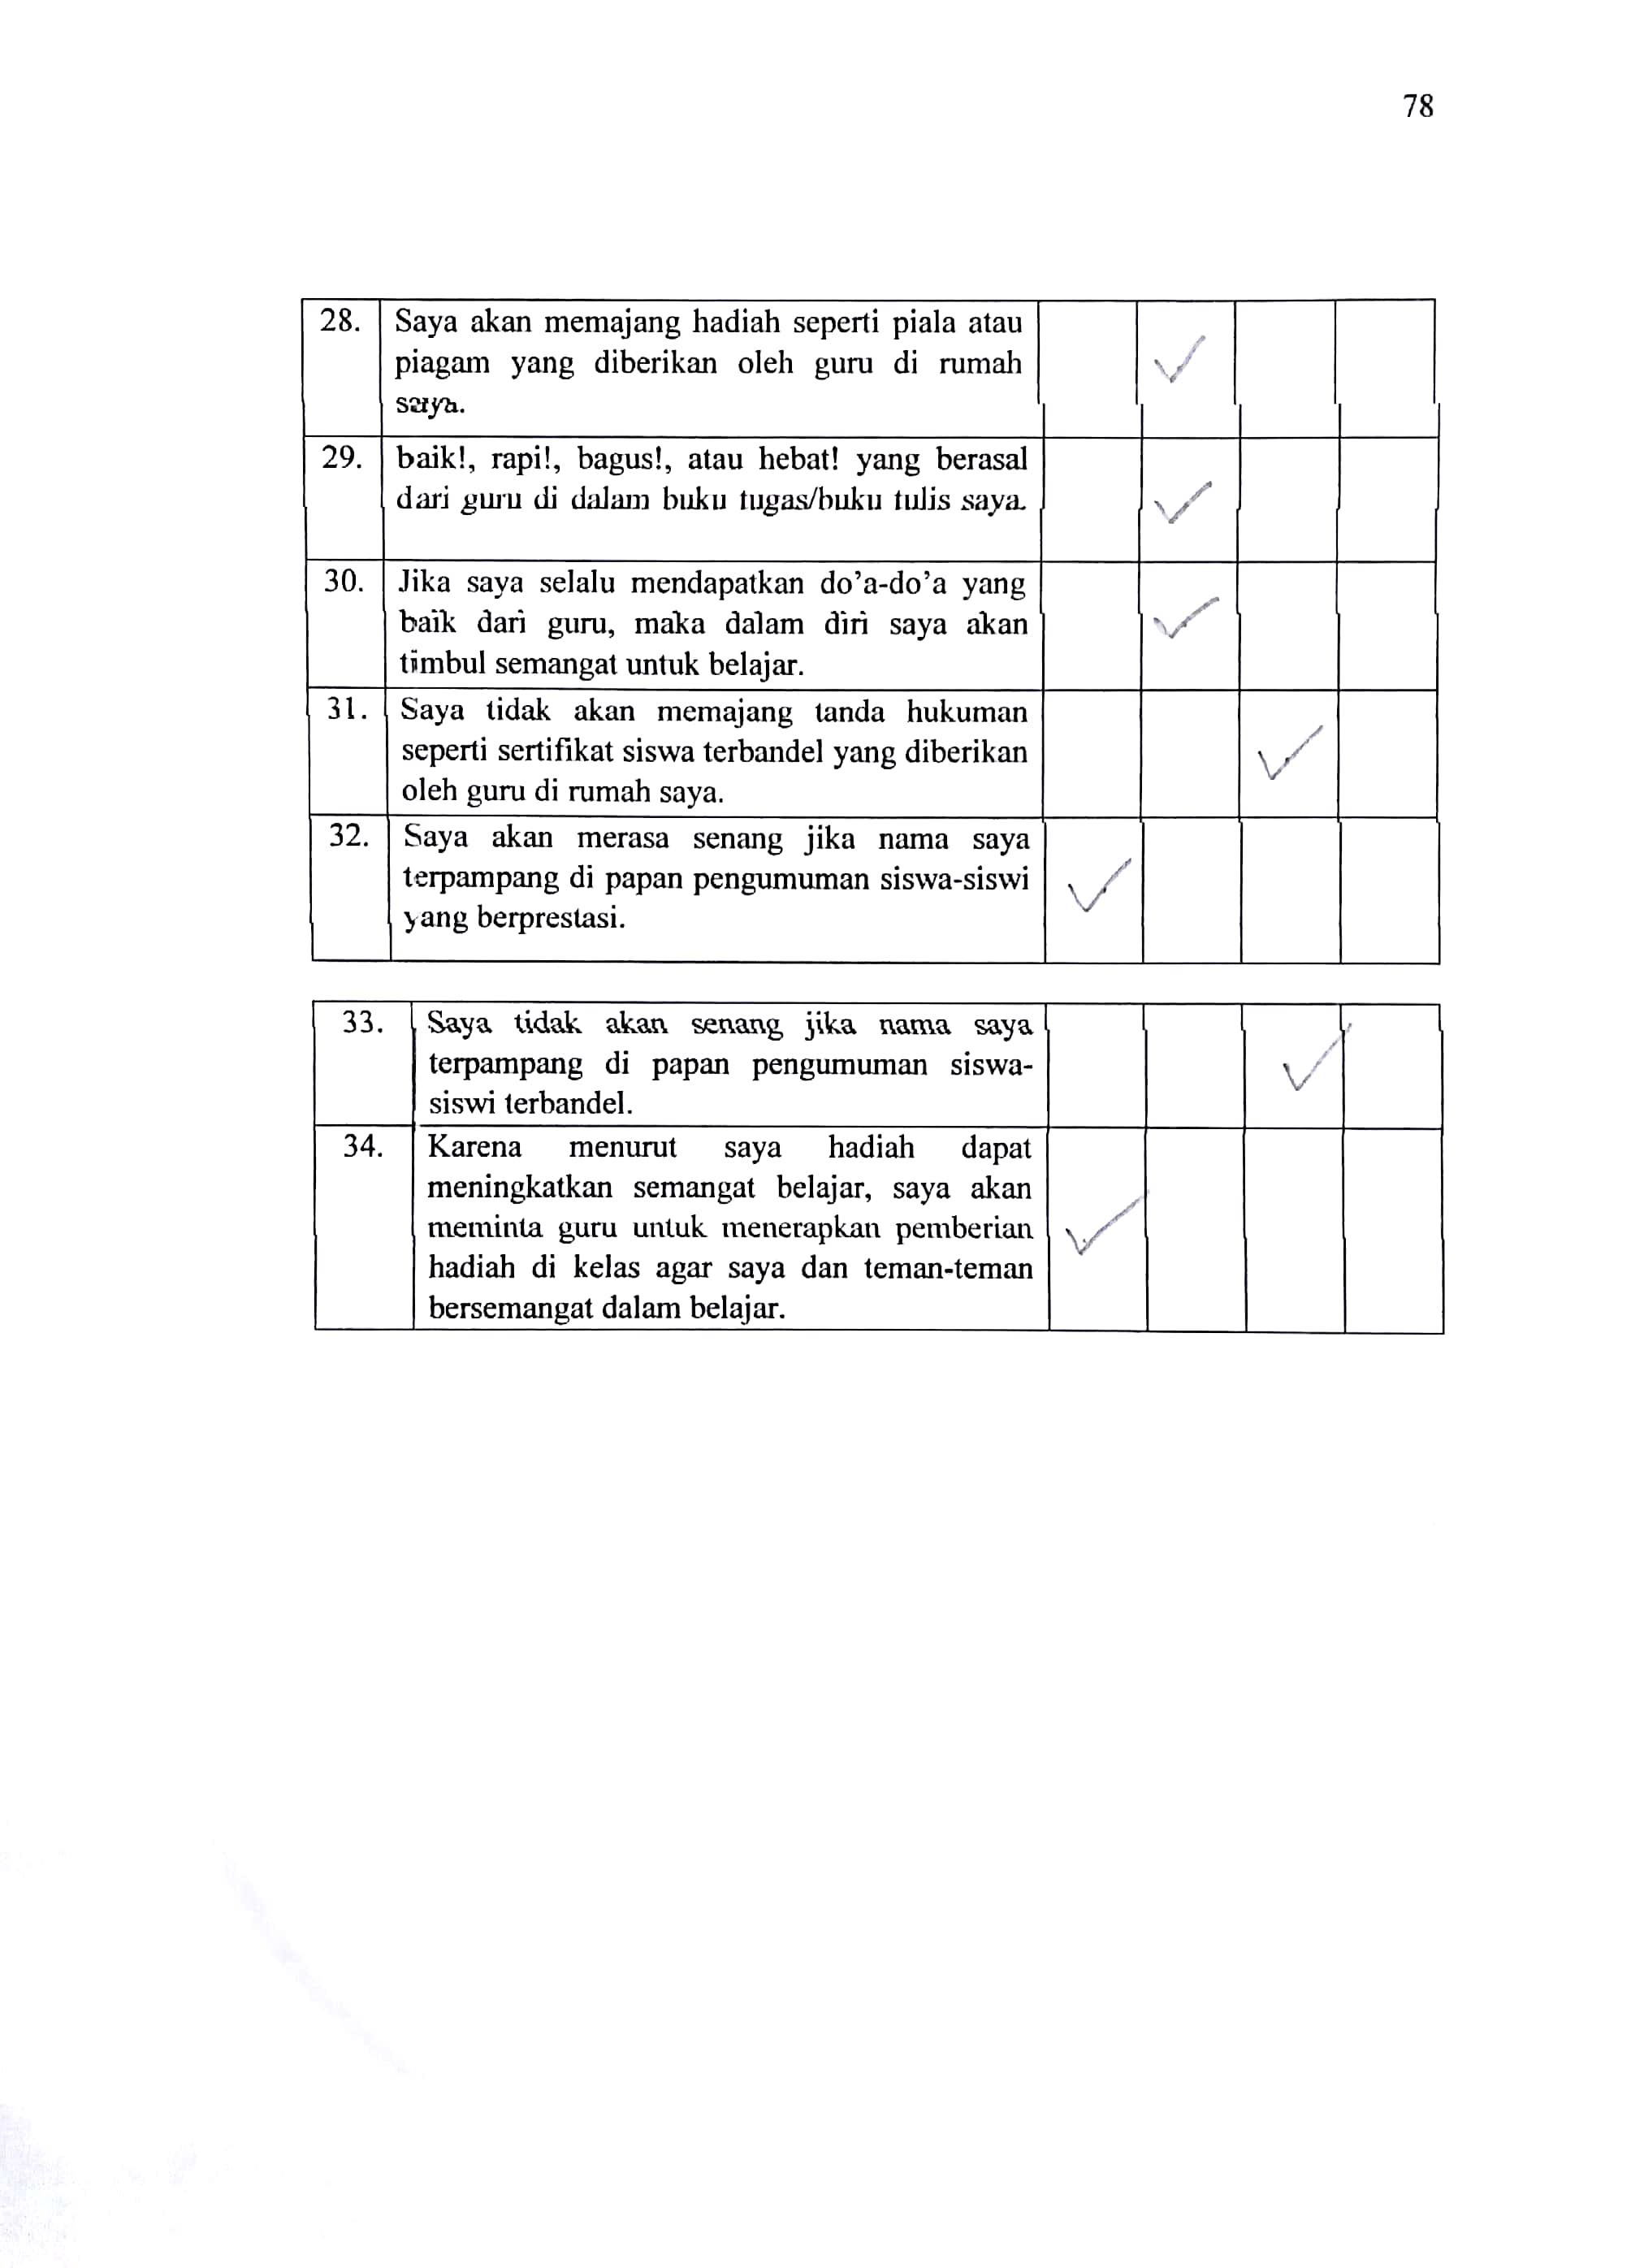 78
28. Saya akan memajang hadiah seperti piala atau
piagam yang diberikan oleh guru di rumah
saya.
✓
29. baik!, rapi!, bagus!, atau hebat! yang berasal
dari guru di dalam buku tugas/buku tulis saya.
✓
30. Jika saya selalu mendapatkan do’a-do’a yang
baik dari guru, maka dalam diri saya akan
timbul semangat untuk belajar.
✓
31. Saya tidak akan memajang tanda hukuman
seperti sertifikat siswa terbandel yang diberikan
oleh guru di rumah saya.
✓
32. Saya akan merasa senang jika nama saya
terpampang di papan pengumuman siswa-siswi
yang berprestasi.
✓
33. Saya tidak akan senang jika nama saya
terpampang di papan pengumuman siswa-
siswi terbandel.
✓
34. Karena menurut saya hadiah dapat
meningkatkan semangat belajar, saya akan
meminta guru untuk menerapkan pemberian
hadiah di kelas agar saya dan teman-teman
bersemangat dalam belajar.
✓